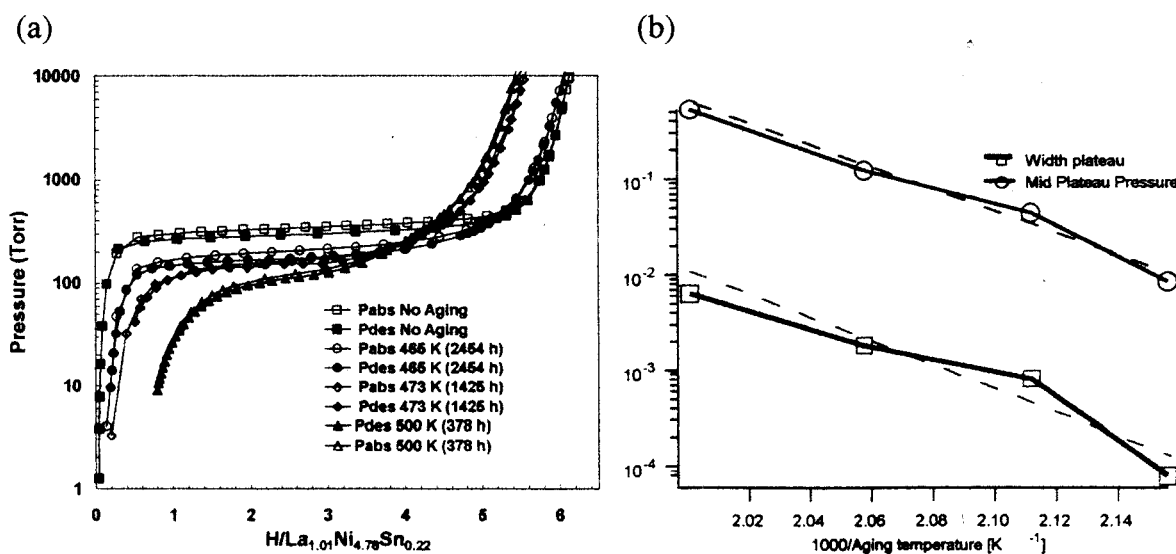 (a)
(b)
10000
1000
100
10
1
Pressure (Torr)
Pabs No Aging
Pdes No Aging
Pabs 465 K (2454 h)
Pdes 465 K (2454 h)
Pabs 473 K (1425 h)
Pdes 473 K (1425 h)
Pdes 500 K (378 h)
Pabs 500 K (378 h)
0 1 2 3 4 5 6
H/La1.01Ni4.78Sn0.22
Width plateau
Mid Plateau Pressure
10^-1
10^-2
10^-3
10^-4
2.02 2.04 2.06 2.08 2.10 2.12 2.14
1000/Aging temperature [K^-1]